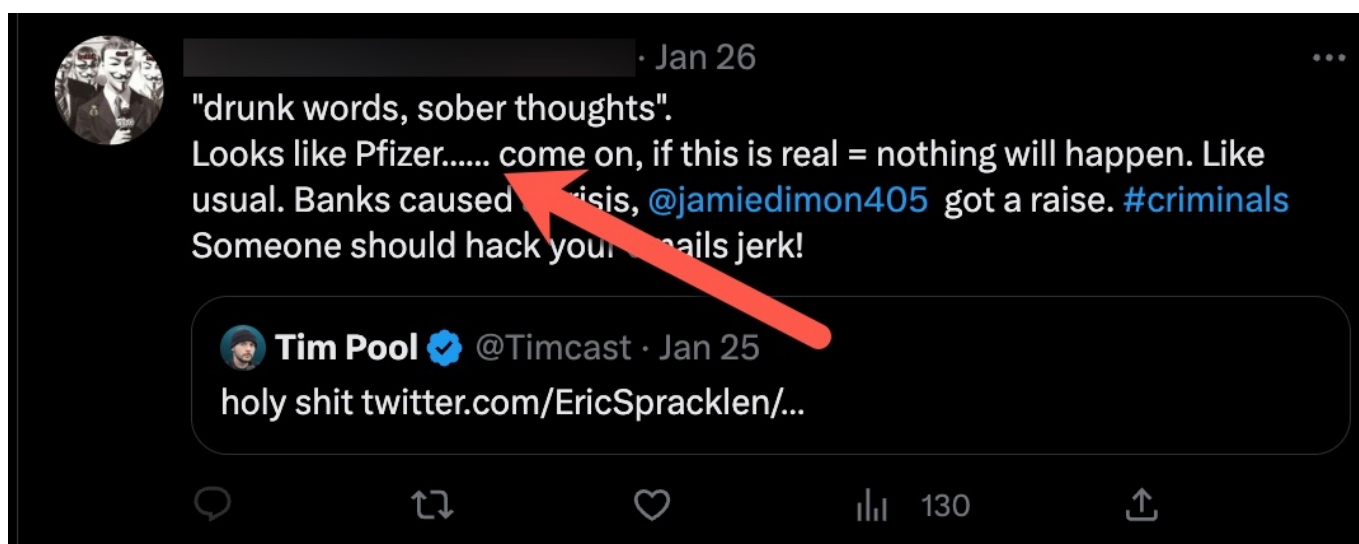 · Jan 26
"drunk words, sober thoughts".
Looks like Pfizer...... come on, if this is real = nothing will happen. Like
usual. Banks caused @jamiedimon405 got a raise. #criminals
Someone should hack jerk!
Tim Pool @Timcast · Jan 25
holy shit twitter.com/EricSpracklen/...
130